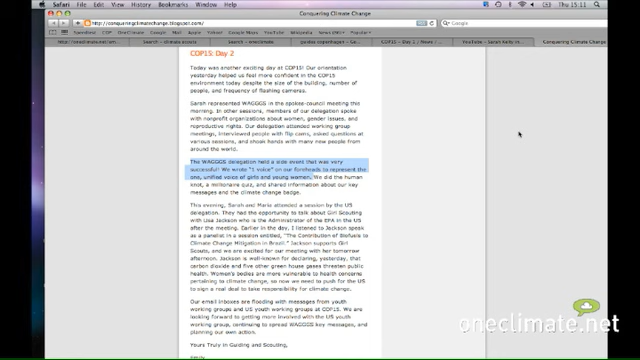 Safari File Edit View History Bookmarks Window Help
Thu 15:11
Conquering Climate Change
http://conqueringclimatechange.blogspot.com/
Google
News
COP15 – Day 1 / News /
Conquering Climate Change
COP15: Day 2
Today was another exciting day at COP15! Our orientation
yesterday helped us feel more confident in the COP15
environment today despite the size of the building, number of
people, and frequency of flashing cameras.
Sarah represented WAGGGS in the spokes-council meeting this
morning. In other sessions, members of our delegation spoke
with nonprofit organizations about women, gender issues, and
reproductive rights. Our delegation attended working group
meetings, interviewed people with flip cams, asked questions at
various sessions, and shook hands with many new people from
around the world.
The WAGGGS delegation held a side event that was very
successful! We wrote "1 voice" on our foreheads to represent the
one, unified voice of girls and young women. We did the human
knot, a millionaire quiz, and shared information about our key
messages and the climate change badge.
This evening, Sarah and Marie attended a session by the US
delegation. They had the opportunity to talk about Girl Scouting
with Lisa Jackson who is the Administrator of the EPA in the US
after the meeting. Earlier in the day, I listened to Jackson speak
as a panelist in a session entitled, "The Contribution of Biofuels to
Climate Change Mitigation in Brazil." Jackson supports Girl
Scouts, and we are excited for our meeting with her tomorrow
afternoon. Jackson is well-known for declaring, yesterday, that
carbon dioxide and five other green house gases threaten public
health. Women's bodies are more vulnerable to health concerns
pertaining to climate change, so now we need to push for the US
to sign a real deal to take responsibility for climate change.
Our email inboxes are flooding with messages from youth
working groups and US youth working groups at COP15. We are
looking forward to getting more involved with the US youth
working group, continuing to spread WAGGGS key messages, and
planning our own action.
Yours Truly in Guiding and Scouting,
Emily
oneclimate.net